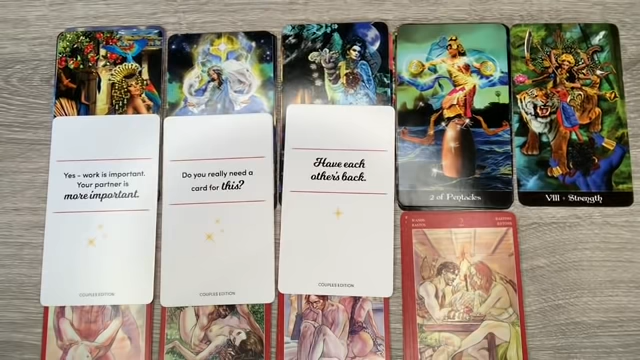 2 of Pentacles
VIII • Strength
Yes - work is important.
Your partner is
more important.
COUPLES EDITION
Do you really need a
card for this?
COUPLES EDITION
Have each
other's back.
COUPLES EDITION